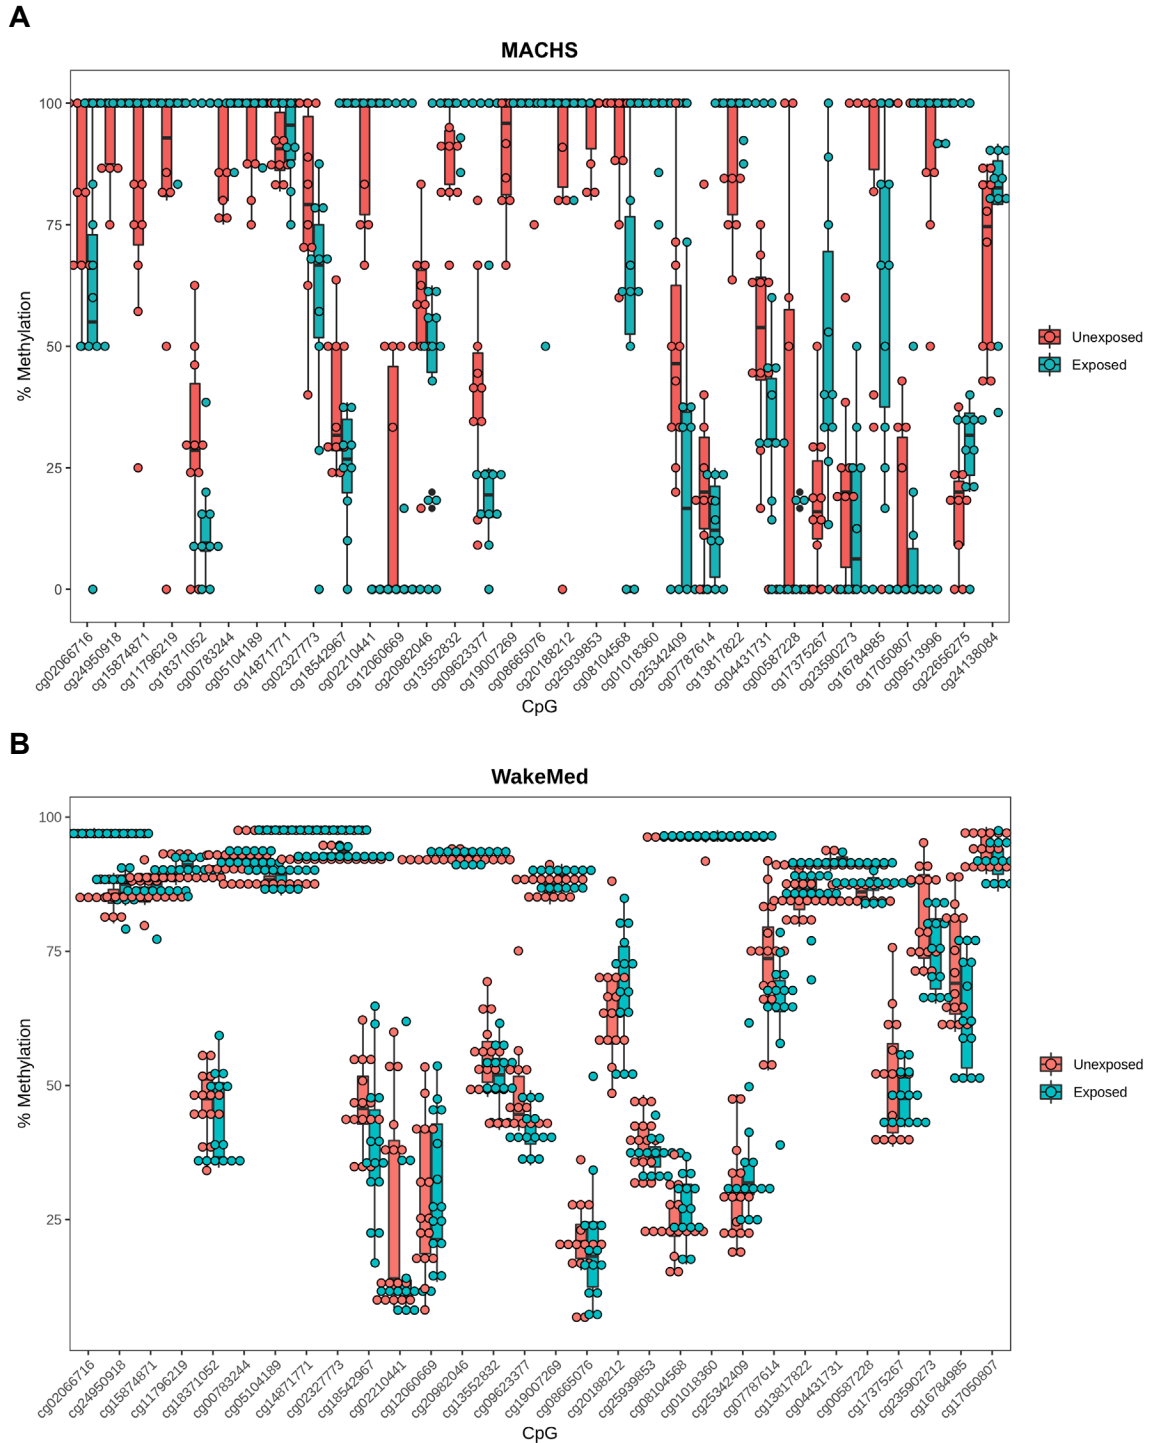 A
MACHS
100
75
50
25
0
% Methylation
cg02066716
cg24950918
cg15874871
cg11796219
cg18371052
cg00783244
cg05104189
cg14871771
cg02327773
cg18542967
cg02210441
cg12060669
cg20982046
cg13552832
cg09623377
cg19007269
cg08665076
cg20188212
cg25939853
cg08104568
cg01018360
cg25342409
cg07787614
cg13817822
cg04431731
cg00587228
cg17375267
cg23590273
cg16784985
cg17050807
cg09513996
cg22856275
cg24138084
CpG
Unexposed
Exposed
B
WakeMed
100
75
50
25
% Methylation
cg02066716
cg24950918
cg15874871
cg11796219
cg18371052
cg00783244
cg05104189
cg14871771
cg02327773
cg18542967
cg02210441
cg12060669
cg20982046
cg13552832
cg09623377
cg19007269
cg08665076
cg20188212
cg25939853
cg08104568
cg01018360
cg25342409
cg07787614
cg13817822
cg04431731
cg00587228
cg17375267
cg23590273
cg16784985
cg17050807
CpG
Unexposed
Exposed